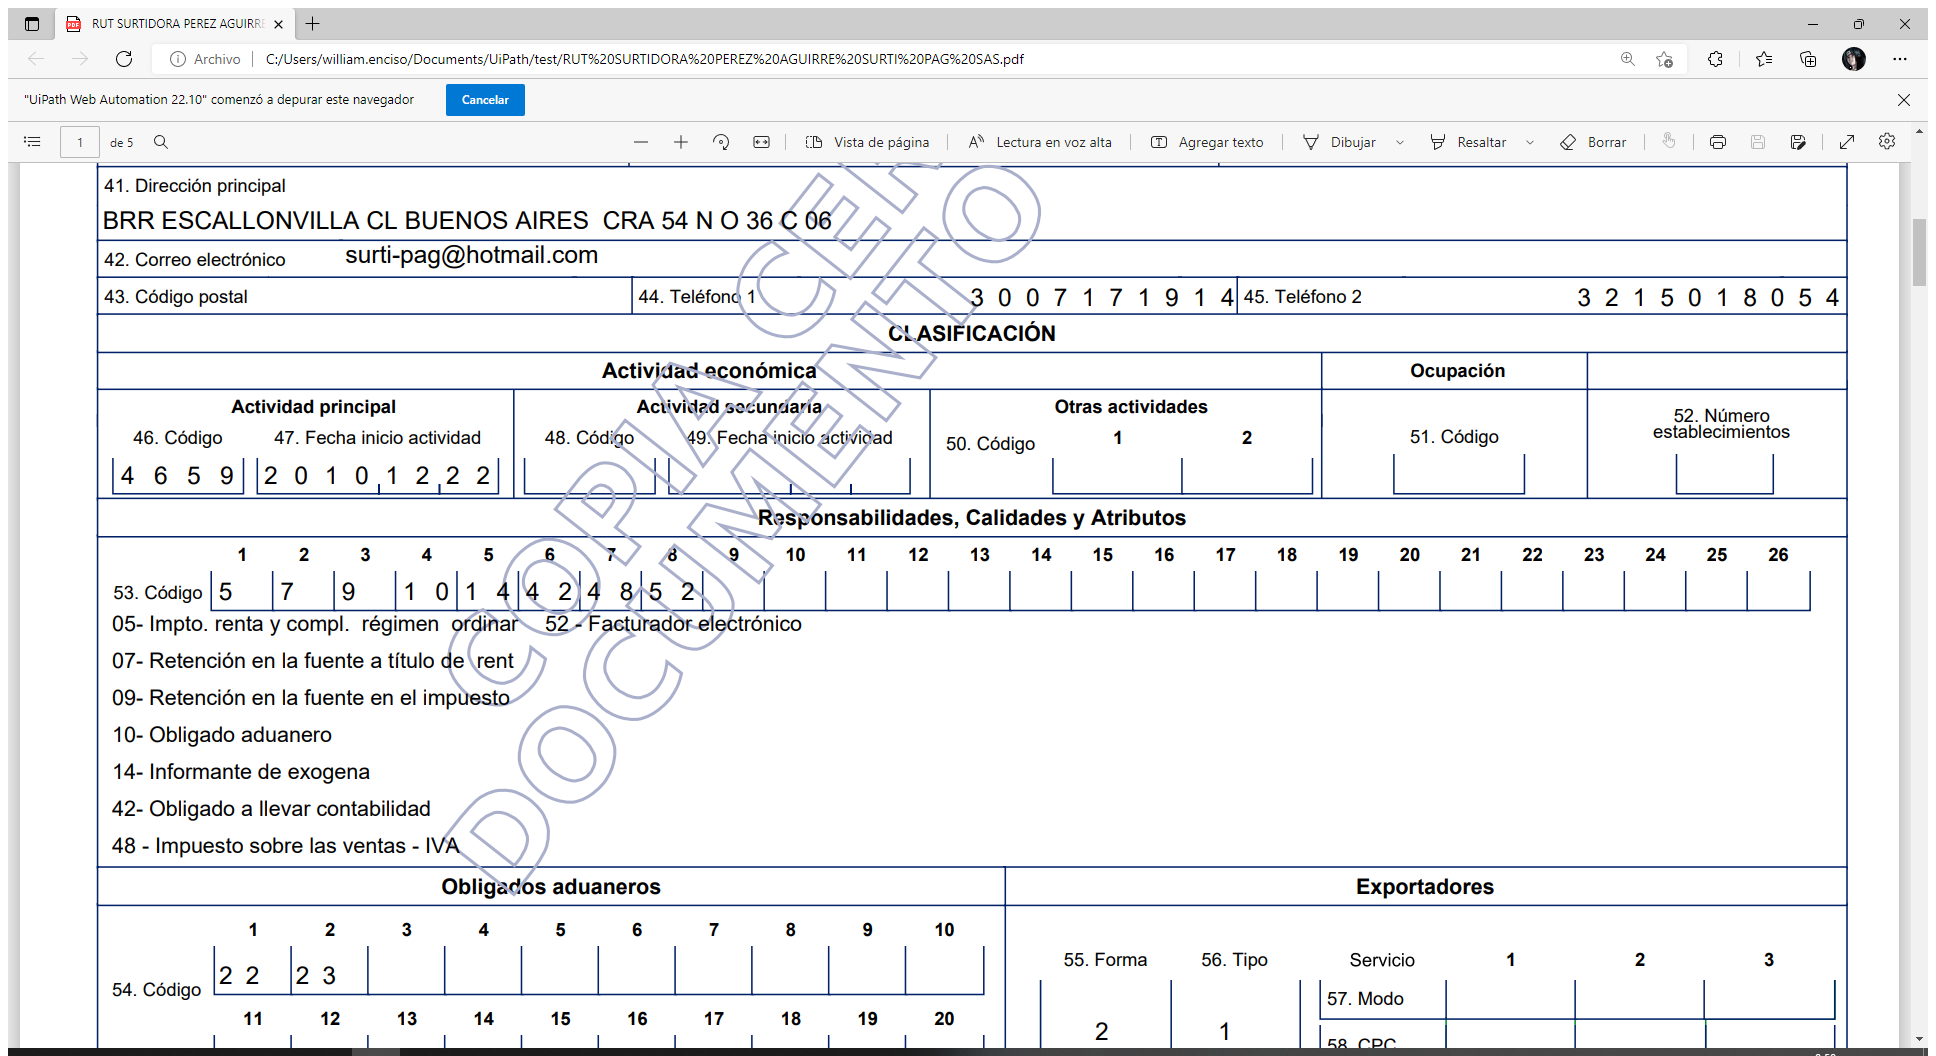 RUT SURTIDORA PEREZ AGUIRRE
Archivo
C:/Users/william.enciso/Documents/UiPath/test/RUT%20SURTIDORA%20PEREZ%20AGUIRRE%20SURTI%20PAG%20SAS.pdf
"UiPath Web Automation 22.10" comenzó a depurar este navegador Cancelar
1 de 5 Vista de página Lectura en voz alta Agregar texto Dibujar Resaltar Borrar
41. Dirección principal
BRR ESCALLONVILLA CL BUENOS AIRES CRA 54 N O 36 C 06
42. Correo electrónico surti-pag@hotmail.com
43. Código postal 44. Teléfono 1 3 0 0 7 1 7 1 9 1 4 45. Teléfono 2 3 2 1 5 0 1 8 0 5 4
CLASIFICACIÓN
Actividad económica Ocupación
Actividad principal Actividad secundaria Otras actividades
52. Número establecimientos
46. Código 47. Fecha inicio actividad 48. Código 49. Fecha inicio actividad 50. Código 1 2 51. Código
4 6 5 9 2 0 1 0 1 2 2 2
Responsabilidades, Calidades y Atributos
1 2 3 4 5 6 7 8 9 10 11 12 13 14 15 16 17 18 19 20 21 22 23 24 25 26
53. Código 5 7 9 1 0 1 4 4 2 4 8 5 2
05- Impto. renta y compl. régimen ordinar 52 - Facturador electrónico
07- Retención en la fuente a título de rent
09- Retención en la fuente en el impuesto
10- Obligado aduanero
14- Informante de exogena
42- Obligado a llevar contabilidad
48 - Impuesto sobre las ventas - IVA
COPIA CER
DOCUMENTO
Obligados aduaneros Exportadores
1 2 3 4 5 6 7 8 9 10
55. Forma 56. Tipo Servicio 1 2 3
54. Código 2 2 2 3
57. Modo
11 12 13 14 15 16 17 18 19 20
2 1
58. CPC